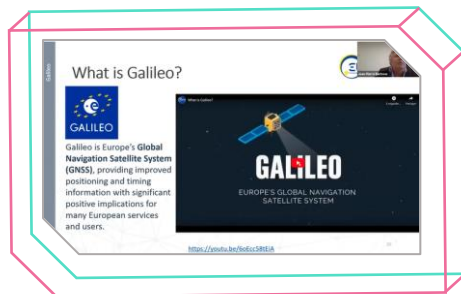 Galileo
What is Galileo?
GALILEO
Galileo is Europe's Global
Navigation Satellite System
(GNSS), providing improved
positioning and timing
information with significant
positive implications for
many European services
and users.
What is Galileo?
GALILEO
EUROPE'S GLOBAL NAVIGATION
SATELLITE SYSTEM